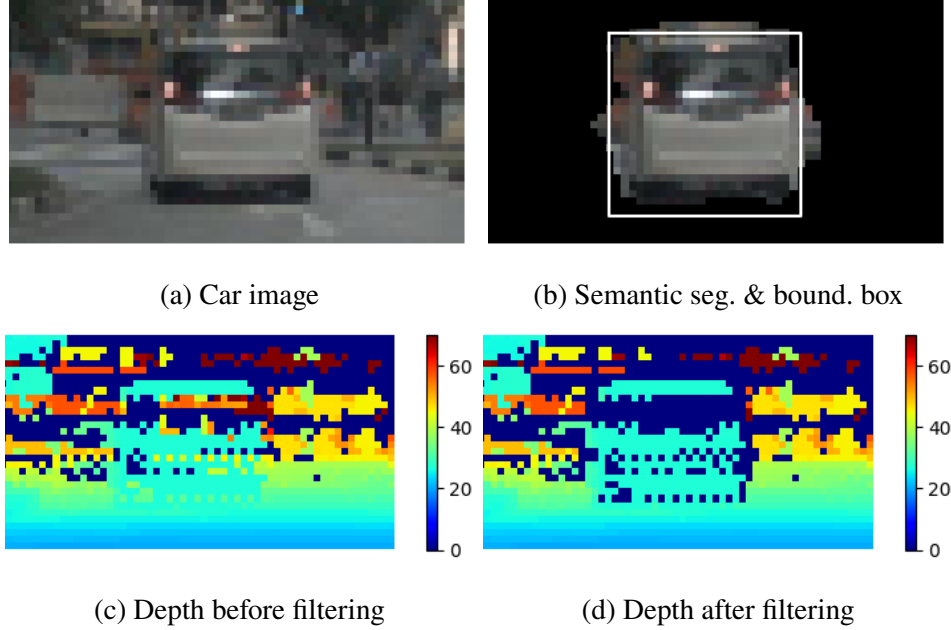 (a) Car image
(b) Semantic seg. & bound. box
60
40
20
0
60
40
20
0
(c) Depth before filtering
(d) Depth after filtering